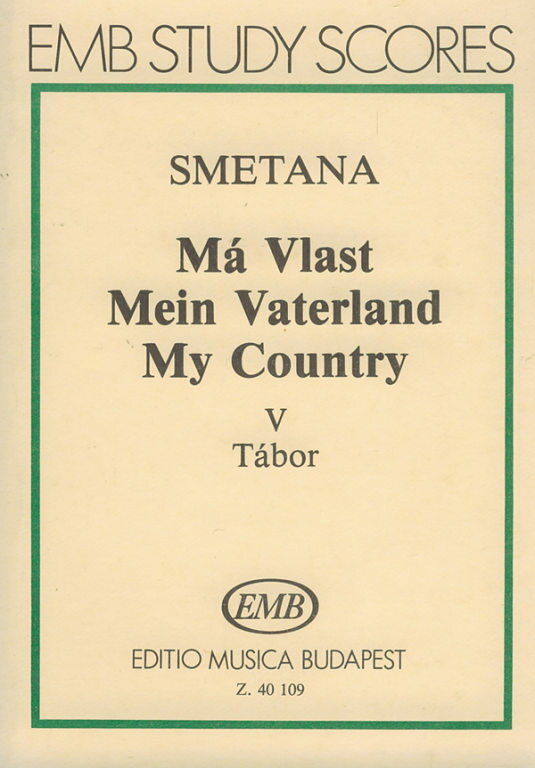 EMB STUDY SCORES
SMETANA
Má Vlast
Mein Vaterland
My Country
V
Tábor
EMB
EDITIO MUSICA BUDAPEST
Z. 40 109